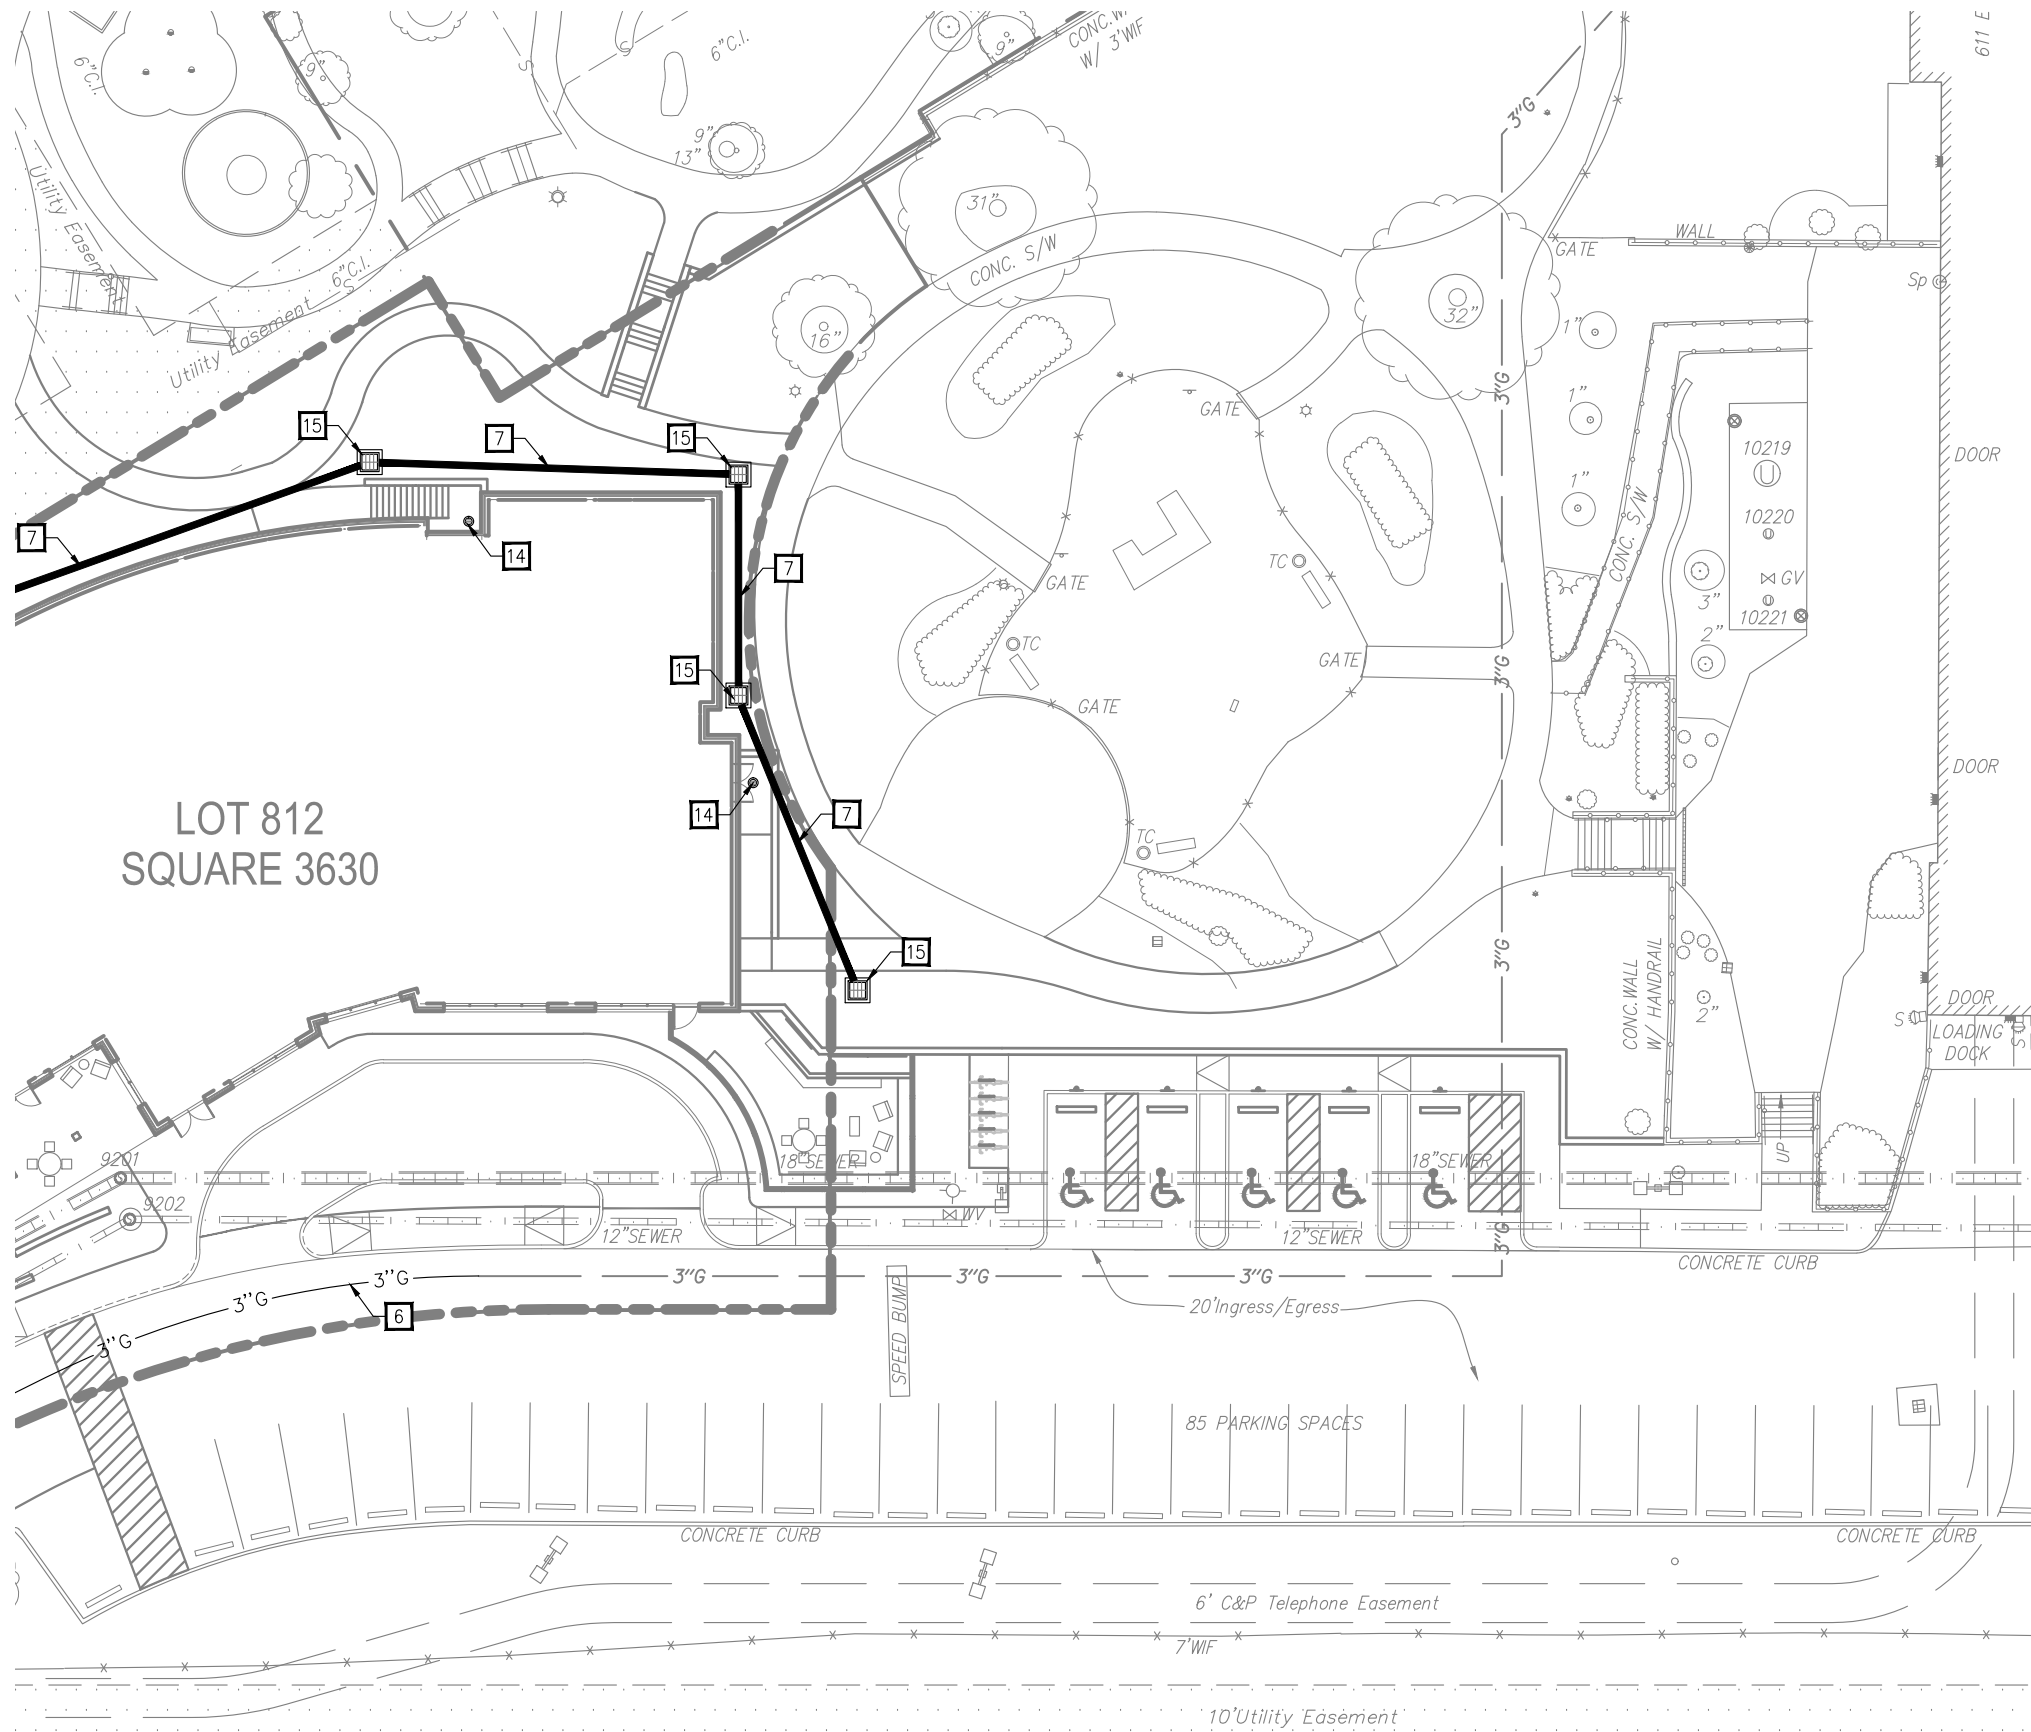 611 E
CONC.W
W/ 3'WIF
6"C.I.
6"C.I.
9"
9"
S
9"
13"
3"G
Utility Easement
31"
CONC. S/W
WALL
GATE
Sp
6"C.I.
S
Utility Easement
16"
32"
1"
3"G
1"
GATE
15
7
15
10219
U
DOOR
1"
10220
7
14
7
TC
CONC. S/W
GV
GATE
3"
10221
2"
TC
15
GATE
3"G
GATE
DOOR
LOT 812
SQUARE 3630
14
7
TC
15
3"G
CONC.WALL
W/ HANDRAIL
2"
DOOR
S
LOADING
DOCK
S
9201
18"SEWER
18"SEWER
UP
9202
WV
12"SEWER
12"SEWER
3"G
CONCRETE CURB
3"G
3"G
3"G
3"G
3"G
3"G
6
20'Ingress/Egress
SPEED BUMP
85 PARKING SPACES
CONCRETE CURB
CONCRETE CURB
6' C&P Telephone Easement
7'WIF
10'Utility Easement